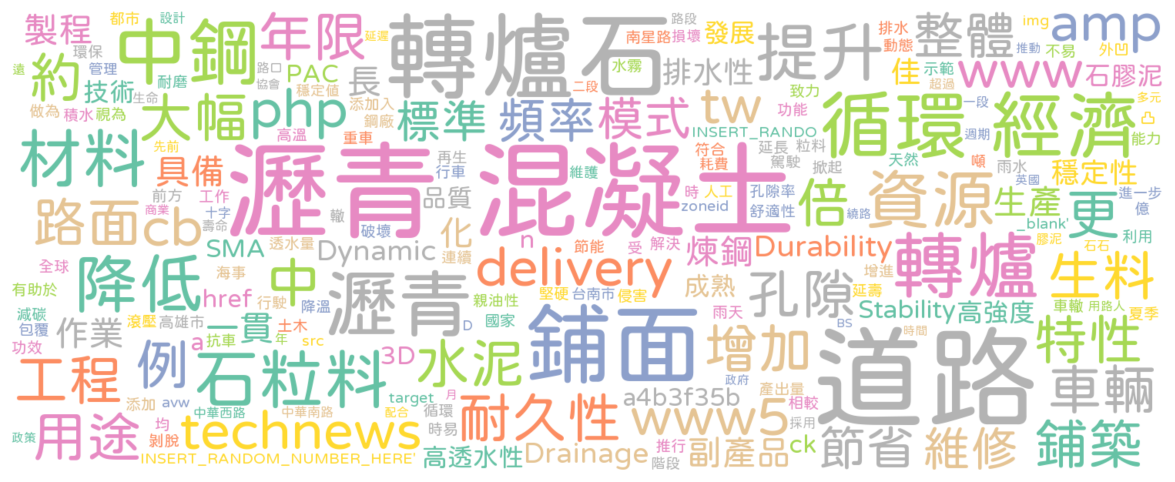 製程 中鋼 年限 轉爐石 提升 整體 img amp
都市 設計 延遲 路段 損壞 南星路 發展 排水 動態 推動 不易 外凹
約 環保 管理 耐磨 路口 協會 PAC 穩定值 長 水霧 二段 排水性 佳 www 示範 石膠泥
遠 技術 生命 致力 功能 超過 多元
做為 積水 視為 大幅 php 添加入 鋼廠 標準 頻率 模式 tw 循環經濟 一段 凸 能力
高溫 重車 INSERT_RANDO 延長 粒料 週期
材料 先前 具備 再生 行車 瀝青混凝土 維護 符合 耗費 駕駛 掀起 天然 噸 雨水 英國 穩定性 進一步
前方 工作 品質 時 人工 孔隙率 倍 資源 生產 更 億
路面 cb 商業 十字 轍 破壞 zoneid 舒適性 繞路 _blank' 利用
壽命 SMA 透水量 Dynamic 化 n 節能 受 解決 煉鋼 Durability 轉爐 膠泥 石石
全球 降低 海事 中 連續 delivery 成熟 孔隙 增進 生料
有助於 href 行駛 降溫 瀝青 親油性 堅硬 台南市 侵害 延壽 Stability 高強度 車轍 用路人
減碳 包覆 作業 滾壓 高雄市 一貫 土木 D 國家 雨天 BS 夏季
功效 抗車 a 年 src 3D 鋪面 增加 時間 特性
工程 例 石粒料 水泥 政府 道路
target a4b3f35b 產出量 車輛
添加 avw 中華西路 中華南路 循環 月 配合 耐久性 www5 相較 採用
政策 用途 均 剝脫 technews 時易 推行 ck 節省 維修 鋪築
INSERT_RANDOM_NUMBER_HERE' 高透水性 Drainage 階段 副產品